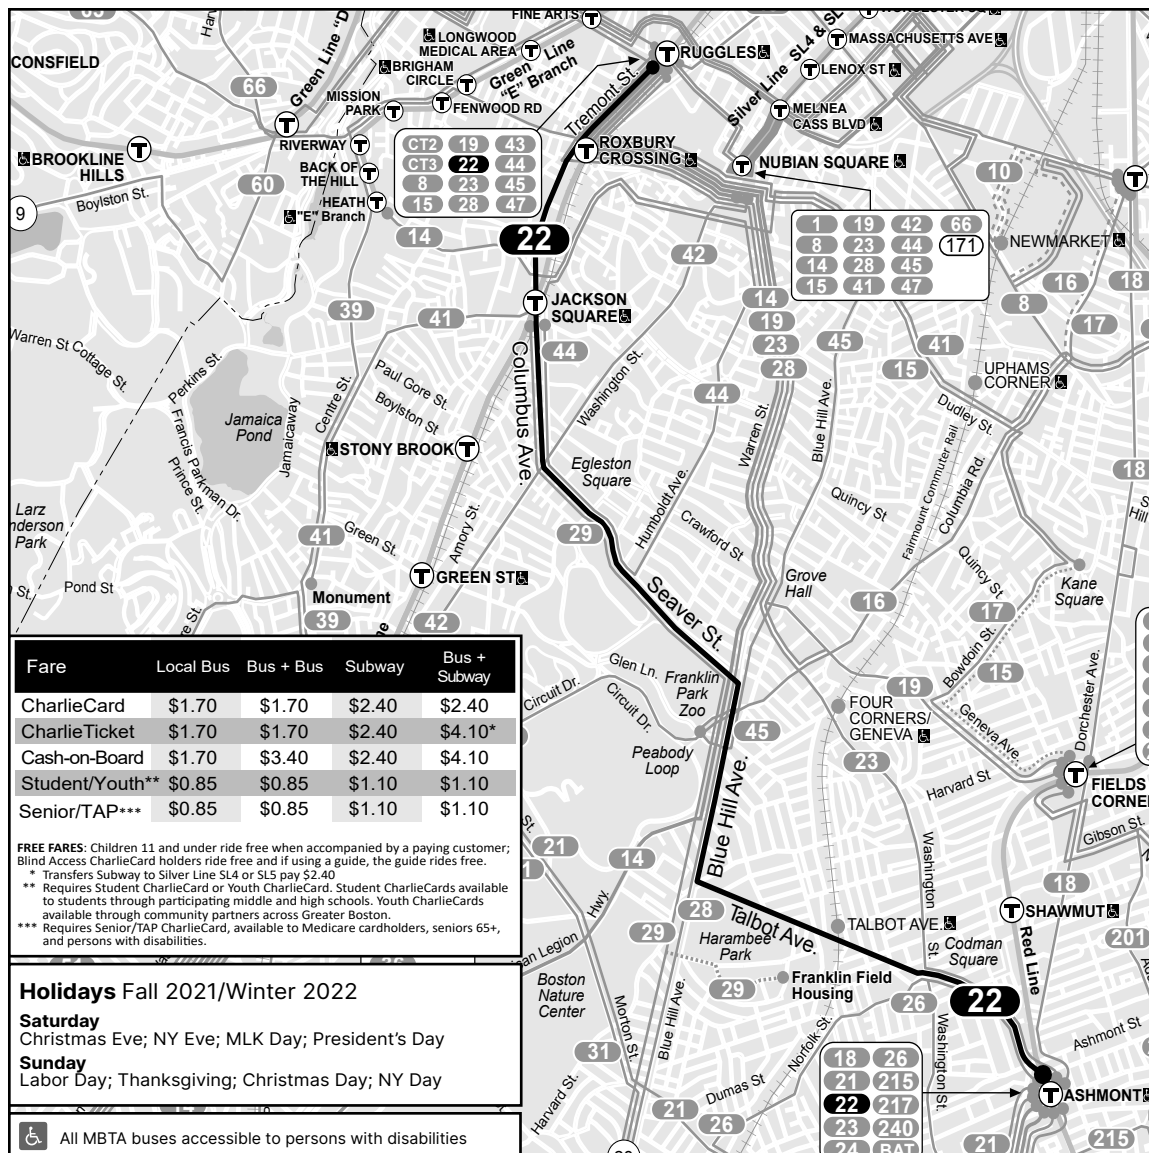 FINE ARTS
LONGWOOD
MEDICAL AREA
BRIGHAM
CIRCLE
FENWOOD RD
MISSION
PARK
RIVERWAY
BACK OF
THE HILL
HEATH
"E" Branch
Green Line "D"
Green Line
"E" Branch
CONSFIELD
66
BROOKLINE
HILLS
60
Boylston St.
9
RUGGLES
Tremont St.
ROXBURY
CROSSING
Silver Line SL4 & SL
MASSACHUSETTS AVE
LENOX ST
MELNEA
CASS BLVD
NUBIAN SQUARE
CT2 19 43
CT3 22 44
8 23 45
15 28 47
1 19 42 66
8 23 44 171
14 28 45
15 41 47
10
NEWMARKET
16
18
8
17
14
22
42
JACKSON
SQUARE
39
41
44
14
19
23
28
45
41
15
44
UPHAMS
CORNER
Warren St
Cottage St.
Perkins St.
Francis Parkman Dr.
Prince St.
Jamaica
Pond
Jamaicaway
Centre St.
Paul Gore St.
Boylston St
Columbus Ave.
Washington St.
Warren St.
Blue Hill Ave.
Dudley St.
STONY BROOK
Egleston
Square
Humboldt Ave.
Crawford St
Quincy St
Fairmount Commuter Rail
Columbia Rd.
18
Larz
nderson
Park
Pond St
41
Green St.
Amory St.
29
GREEN ST
Monument
39
42
Seaver St.
Grove
Hall
16
Quincy St
Kane
Square
17
Bowdoin St.
15
19
Geneva Ave
Dorchester Ave.
Glen Ln.
Circuit Dr.
Circuit Dr.
Franklin
Park
Zoo
Peabody
Loop
45
FOUR
CORNERS/
GENEVA
23
Harvard St
FIELDS
CORNE
Gibson St.
Fare Local Bus Bus + Bus Subway Bus +
Subway
CharlieCard $1.70 $1.70 $2.40 $2.40
CharlieTicket $1.70 $1.70 $2.40 $4.10*
Cash-on-Board $1.70 $3.40 $2.40 $4.10
Student/Youth** $0.85 $0.85 $1.10 $1.10
Senior/TAP*** $0.85 $0.85 $1.10 $1.10
FREE FARES: Children 11 and under ride free when accompanied by a paying customer;
Blind Access CharlieCard holders ride free and if using a guide, the guide rides free.
* Transfers Subway to Silver Line SL4 or SL5 pay $2.40
** Requires Student CharlieCard or Youth CharlieCard. Student CharlieCards available
to students through participating middle and high schools. Youth CharlieCards
available through community partners across Greater Boston.
*** Requires Senior/TAP CharlieCard, available to Medicare cardholders, seniors 65+,
and persons with disabilities.
21
14
Hwy.
an Legion
28
29
Blue Hill Ave.
Talbot Ave.
Harambee
Park
Washington
St.
TALBOT AVE.
Codman
Square
18
SHAWMUT
Red Line
201
Boston
Nature
Center
29
Franklin Field
Housing
26
22
Morton St.
Blue Hill Ave.
31
Norfolk St.
Washington St.
Ashmont St
Harvard St.
Dumas St
21
26
18 26
21 215
22 217
23 240
24 BAT
ASHMONT
21
215
Holidays Fall 2021/Winter 2022
Saturday
Christmas Eve; NY Eve; MLK Day; President's Day
Sunday
Labor Day; Thanksgiving; Christmas Day; NY Day
All MBTA buses accessible to persons with disabilities